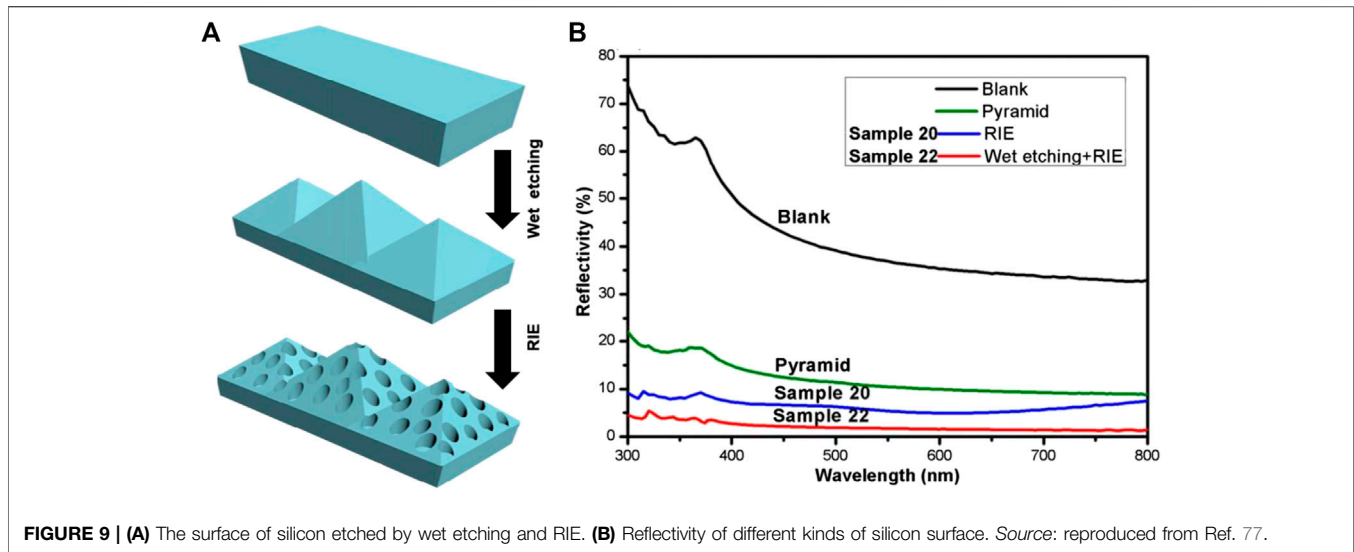 A
Wet etching
RIE
B
80
70
60
50
40
30
20
10
0
Reflectivity (%)
Blank
Pyramid
Sample 20 RIE
Sample 22 Wet etching+RIE
Blank
Pyramid
Sample 20
Sample 22
300 400 500 600 700 800
Wavelength (nm)
FIGURE 9 | (A) The surface of silicon etched by wet etching and RIE. (B) Reflectivity of different kinds of silicon surface. Source: reproduced from Ref. 77.